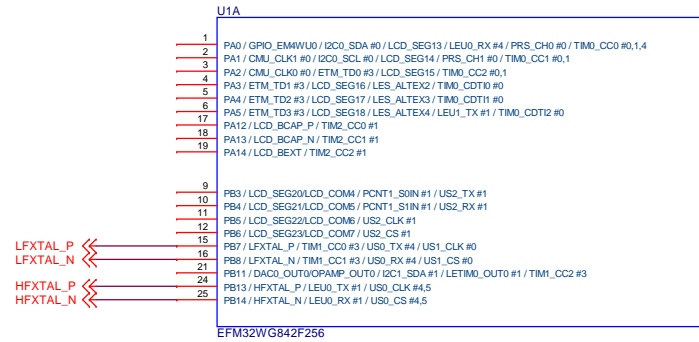 U1A
1 PA0 / GPIO_EM4WU0 / I2C0_SDA #0 / LCD_SEG13 / LEU0_RX #4 / PRS_CH0 #0 / TIM0_CC0 #0,1,4
2 PA1 / CMU_CLK1 #0 / I2C0_SCL #0 / LCD_SEG14 / PRS_CH1 #0 / TIM0_CC1 #0,1
3 PA2 / CMU_CLK0 #0 / ETM_TD0 #3 / LCD_SEG15 / TIM0_CC2 #0,1
4 PA3 / ETM_TD1 #3 / LCD_SEG16 / LES_ALTEX2 / TIM0_CDTI0 #0
5 PA4 / ETM_TD2 #3 / LCD_SEG17 / LES_ALTEX3 / TIM0_CDTI1 #0
6 PA5 / ETM_TD3 #3 / LCD_SEG18 / LES_ALTEX4 / LEU1_TX #1 / TIM0_CDTI2 #0
17 PA12 / LCD_BCAP_P / TIM2_CC0 #1
18 PA13 / LCD_BCAP_N / TIM2_CC1 #1
19 PA14 / LCD_BEXT / TIM2_CC2 #1
9 PB3 / LCD_SEG20/LCD_COM4 / PCNT1_S0IN #1 / US2_TX #1
10 PB4 / LCD_SEG21/LCD_COM5 / PCNT1_S1IN #1 / US2_RX #1
11 PB5 / LCD_SEG22/LCD_COM6 / US2_CLK #1
12 PB6 / LCD_SEG23/LCD_COM7 / US2_CS #1
LFXTAL_P 15 PB7 / LFXTAL_P / TIM1_CC0 #3 / US0_TX #4 / US1_CLK #0
LFXTAL_N 16 PB8 / LFXTAL_N / TIM1_CC1 #3 / US0_RX #4 / US1_CS #0
21 PB11 / DAC0_OUT0/OPAMP_OUT0 / I2C1_SDA #1 / LETIM0_OUT0 #1 / TIM1_CC2 #3
HFXTAL_P 24 PB13 / HFXTAL_P / LEU0_TX #1 / US0_CLK #4,5
HFXTAL_N 25 PB14 / HFXTAL_N / LEU0_RX #1 / US0_CS #4,5
EFM32WG842F256